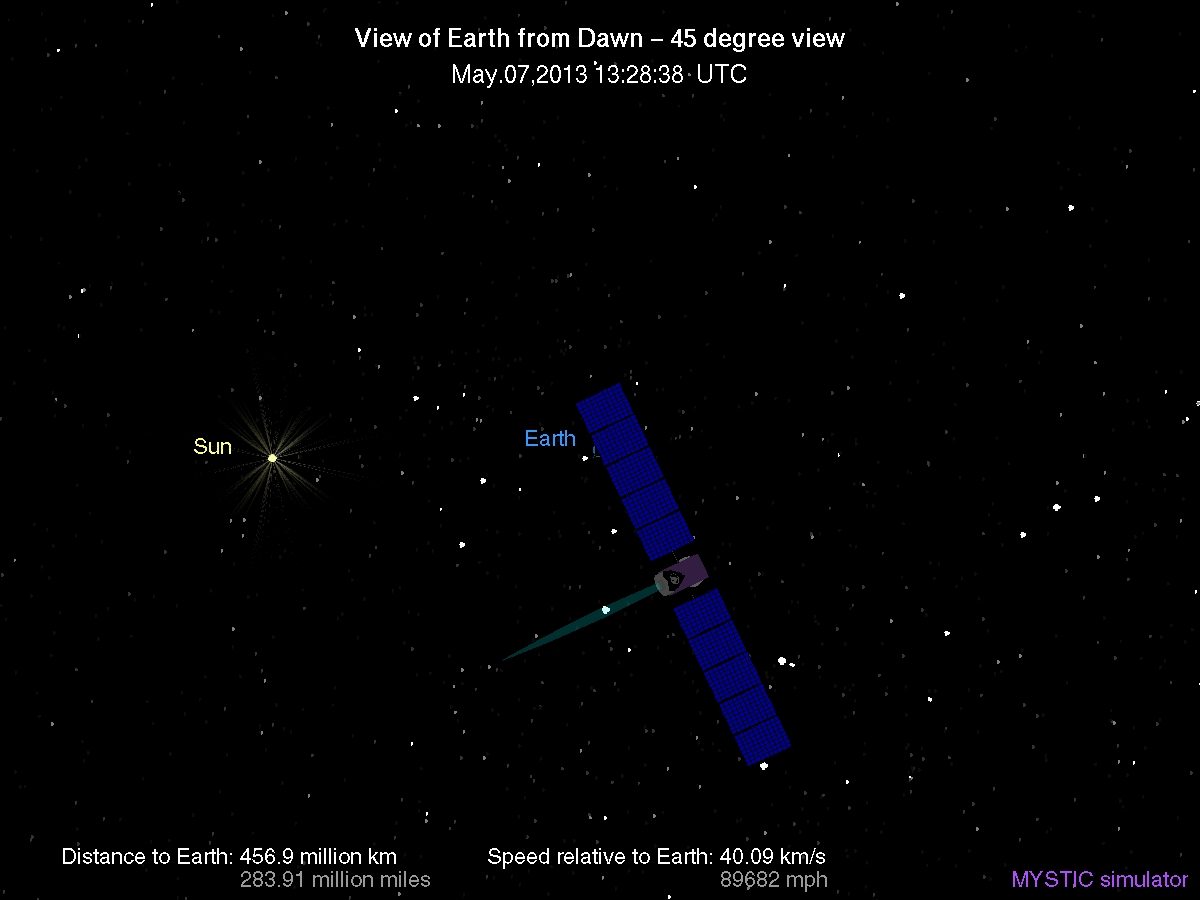 View of Earth from Dawn – 45 degree view
May.07,2013 13:28:38 UTC
Earth
Sun
Distance to Earth: 456.9 million km
283.91 million miles
Speed relative to Earth: 40.09 km/s
89682 mph
MYSTIC simulator